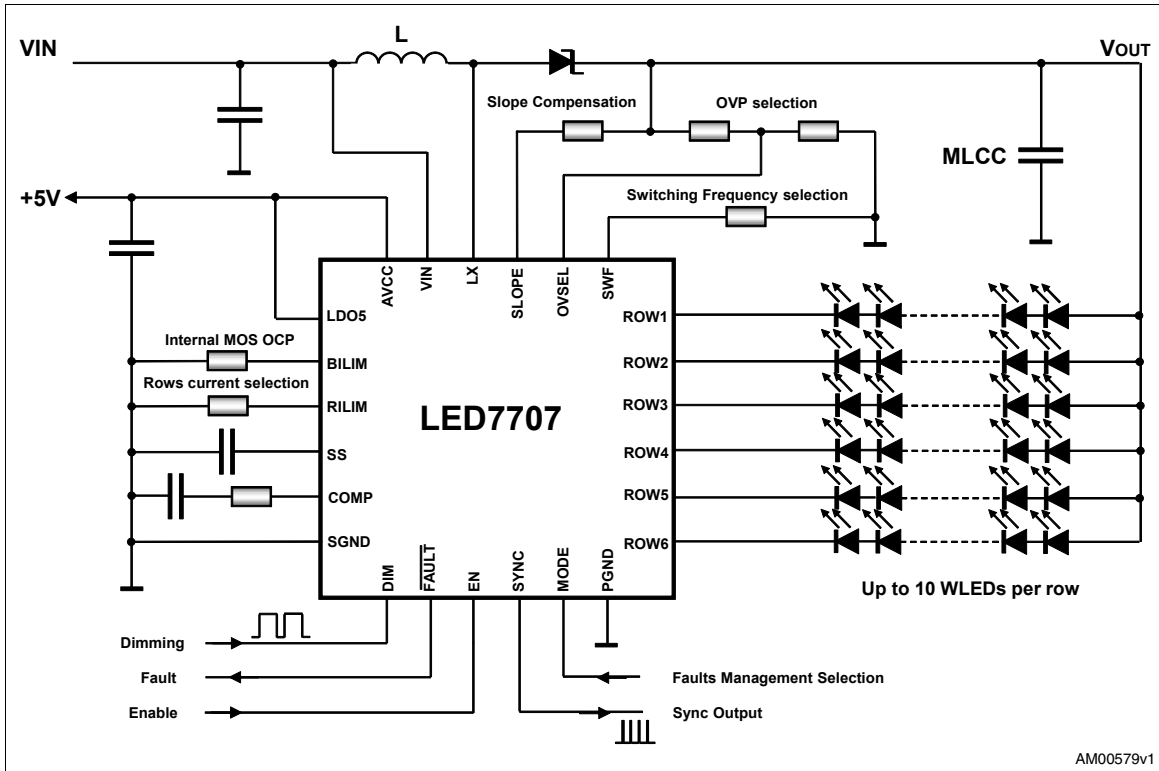 VIN
L
VOUT
Slope Compensation
OVP selection
MLCC
+5V
Switching Frequency selection
AVCC
VIN
LX
SLOPE
OVSEL
SWF
LDO5
ROW1
Internal MOS OCP
BILIM
ROW2
Rows current selection
RILIM
ROW3
LED7707
SS
ROW4
COMP
ROW5
SGND
ROW6
DIM
FAULT
EN
SYNC
MODE
PGND
Up to 10 WLEDs per row
Dimming
Fault
Faults Management Selection
Enable
Sync Output
AM00579v1